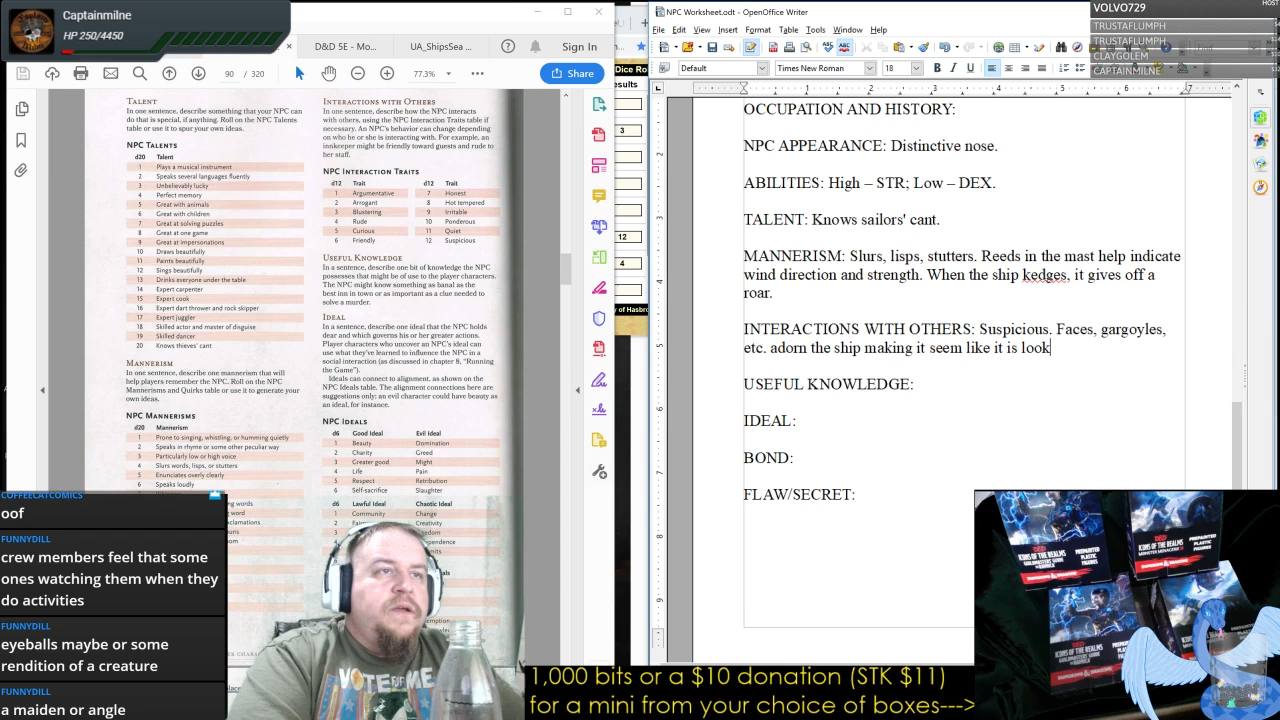 Captainmilne
HP 250/4450
D&D 5E - Mo...
UA_ShipsSea...
Sign In
90 / 320
77.3%
Share
TALENT
In one sentence, describe something that your NPC can
do that is special, if anything. Roll on the NPC Talents
table or use it to spur your own ideas.
NPC TALENTS
d20 Talent
1 Plays a musical instrument
2 Speaks several languages fluently
3 Unbelievably lucky
4 Perfect memory
5 Great with animals
6 Great with children
7 Great at solving puzzles
8 Great at one game
9 Great at impersonations
10 Draws beautifully
11 Paints beautifully
12 Sings beautifully
13 Drinks everyone under the table
14 Expert carpenter
15 Expert cook
16 Expert dart thrower and rock skipper
17 Expert juggler
18 Skilled actor and master of disguise
19 Skilled dancer
20 Knows thieves' cant
MANNERISM
In one sentence, describe one mannerism that will
help players remember the NPC. Roll on the NPC
Mannerisms and Quirks table or use it to generate your
own ideas.
NPC MANNERISMS
d20 Mannerism
1 Prone to singing, whistling, or humming quietly
2 Speaks in rhyme or some other peculiar way
3 Particularly low or high voice
4 Slurs words, lisps, or stutters
5 Enunciates overly clearly
6 Speaks loudly
INTERACTIONS WITH OTHERS
In one sentence, describe how the NPC interacts
with others, using the NPC Interaction Traits table if
necessary. An NPC's behavior can change depending
on who he or she is interacting with. For example, an
innkeeper might be friendly toward guests and rude to
her staff.
NPC INTERACTION TRAITS
d12 Trait d12 Trait
1 Argumentative 7 Honest
2 Arrogant 8 Hot tempered
3 Blustering 9 Irritable
4 Rude 10 Ponderous
5 Curious 11 Quiet
6 Friendly 12 Suspicious
USEFUL KNOWLEDGE
In a sentence, describe one bit of knowledge the NPC
possesses that might be of use to the player characters.
The NPC might know something as banal as the
best inn in town or as important as a clue needed to
solve a murder.
IDEAL
In a sentence, describe one ideal that the NPC holds
dear and which governs his or her greater actions.
Player characters who uncover an NPC's ideal can
use what they've learned to influence the NPC in a
social interaction (as discussed in chapter 8, "Running
the Game").
Ideals can connect to alignment, as shown on the
NPC Ideals table. The alignment connections here are
suggestions only; an evil character could have beauty as
an ideal, for instance.
NPC IDEALS
d6 Good Ideal Evil Ideal
1 Beauty Domination
2 Charity Greed
3 Greater good Might
4 Life Pain
5 Respect Retribution
6 Self-sacrifice Slaughter
d6 Lawful Ideal Chaotic Ideal
1 Community Change
Creativity
Dice Ro
3
12
4
NPC Worksheet.odt - OpenOffice Writer
File Edit View Insert Format Table Tools Window Help
Default
Times New Roman
18
OCCUPATION AND HISTORY:
NPC APPEARANCE: Distinctive nose.
ABILITIES: High – STR; Low – DEX.
TALENT: Knows sailors' cant.
MANNERISM: Slurs, lisps, stutters. Reeds in the mast help indicate
wind direction and strength. When the ship kedges, it gives off a
roar.
INTERACTIONS WITH OTHERS: Suspicious. Faces, gargoyles,
etc. adorn the ship making it seem like it is look
USEFUL KNOWLEDGE:
IDEAL:
BOND:
FLAW/SECRET:
VOLVO729
HOST
TRUSTAFLUMPH
TRUSTAFLUMPH
CLAYGOLEM
CAPTAINMILNE
COFFEECATCOMICS
oof
FUNNYDILL
crew members feel that some
ones watching them when they
do activities
FUNNYDILL
eyeballs maybe or some
rendition of a creature
FUNNYDILL
a maiden or angle
1,000 bits or a $10 donation (STK $11)
for a mini from your choice of boxes--->
ICONS OF THE REALMS
ICONS OF THE REALMS
ICONS OF THE REALMS